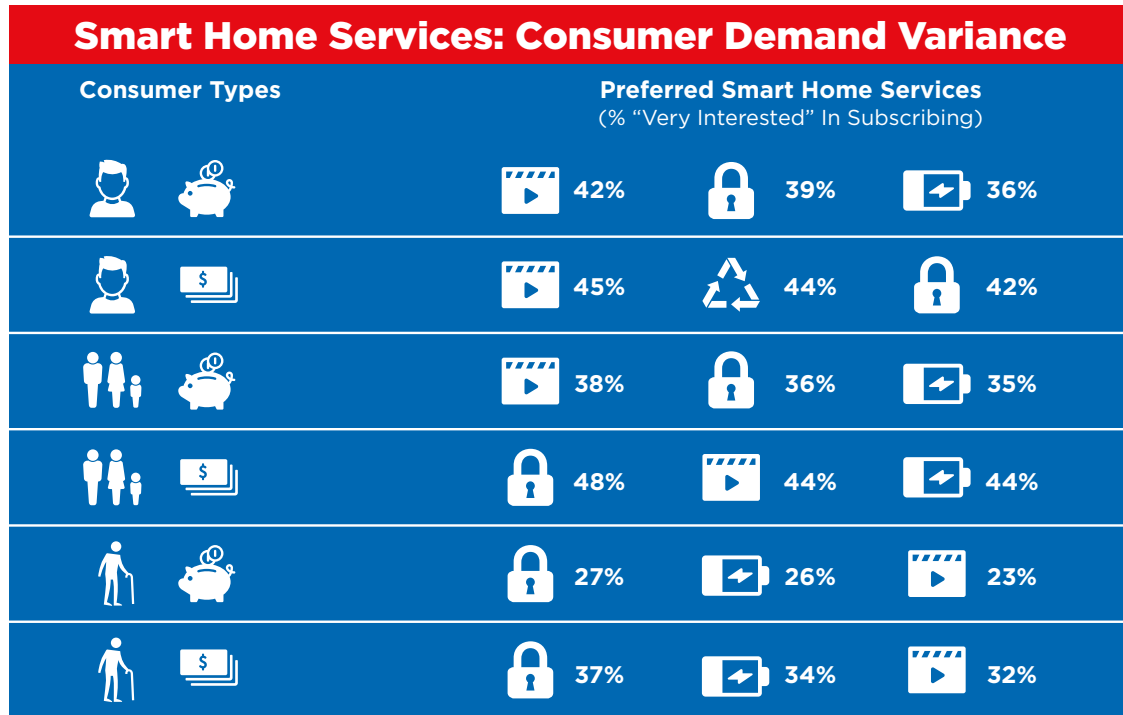 Smart Home Services: Consumer Demand Variance
Consumer Types
Preferred Smart Home Services
(% “Very Interested” In Subscribing)
42% 39% 36%
$ 45% 44% 42%
38% 36% 35%
$ 48% 44% 44%
27% 26% 23%
$ 37% 34% 32%